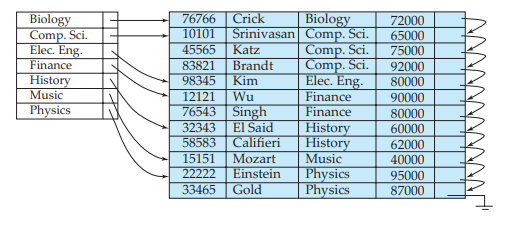 Biology
Comp. Sci.
Elec. Eng.
Finance
History
Music
Physics
76766 Crick Biology 72000
10101 Srinivasan Comp. Sci. 65000
45565 Katz Comp. Sci. 75000
83821 Brandt Comp. Sci. 92000
98345 Kim Elec. Eng. 80000
12121 Wu Finance 90000
76543 Singh Finance 80000
32343 El Said History 60000
58583 Califieri History 62000
15151 Mozart Music 40000
22222 Einstein Physics 95000
33465 Gold Physics 87000